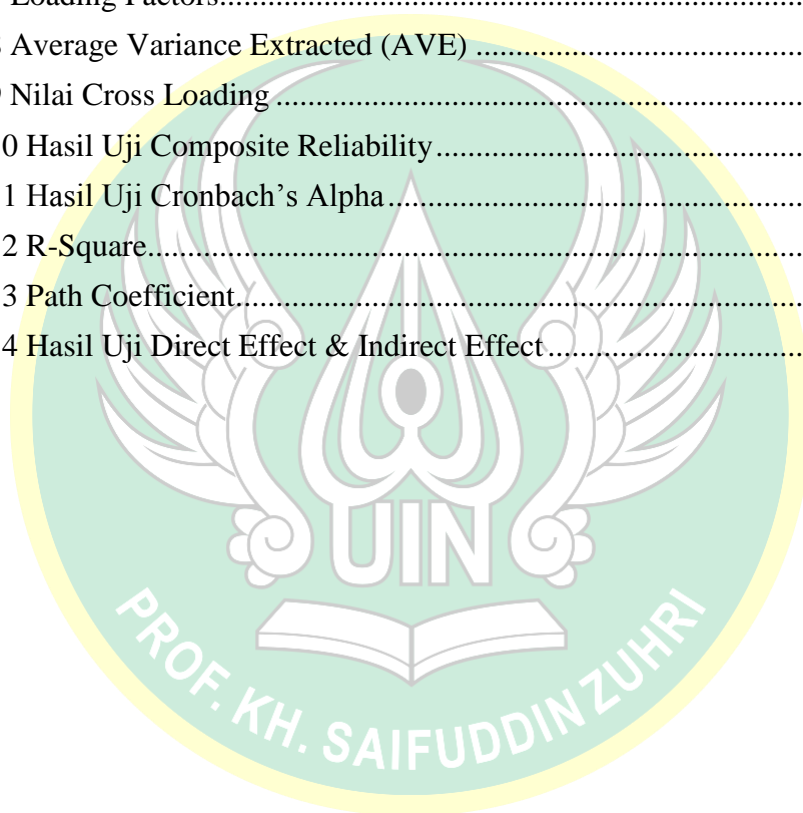 Loading Factors..............................................................................
Average Variance Extracted (AVE) ..........................................
9 Nilai Cross Loading ....................................................................
0 Hasil Uji Composite Reliability ...............................................
1 Hasil Uji Cronbach’s Alpha .....................................................
2 R-Square.....................................................................................
3 Path Coefficient..........................................................................
4 Hasil Uji Direct Effect & Indirect Effect ................................
UIN
PROF. KH. SAIFUDDIN ZUHRI